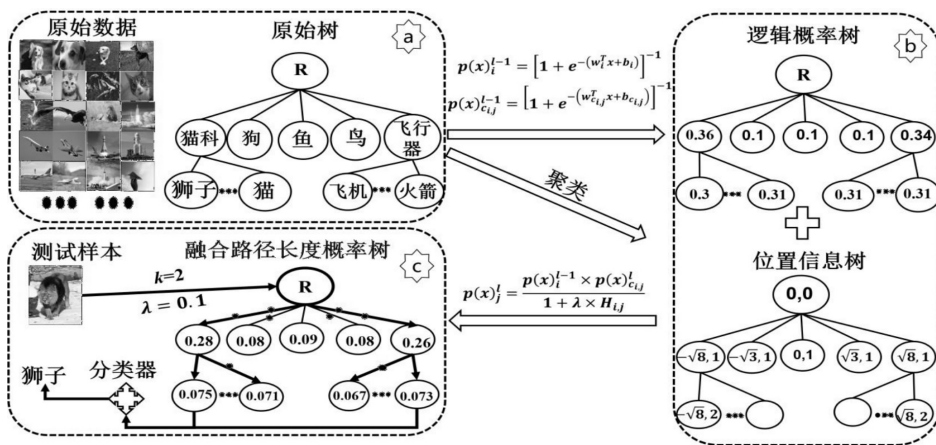 原始数据
原始树
a
R
猫科
狗
鱼
鸟
飞行器
狮子
猫
飞机
火箭
p(x)_i^{l-1} = [1 + e^{-(w_i^T x+b_i)}]^{-1}
p(x)_{c_{i,j}}^{l-1} = [1 + e^{-(w_{c_{i,j}}^T x+b_{c_{i,j}})}]^{-1}
聚类
逻辑概率树
b
R
0.36
0.1
0.1
0.1
0.34
0.3
0.31
0.31
0.31
位置信息树
0,0
-√8, 1
-√3, 1
0,1
√3, 1
√8, 1
-√8, 2
√8, 2
p(x)_j^l = \frac{p(x)_i^{l-1} × p(x)_{c_{i,j}}^l}{1 + λ × H_{i,j}}
测试样本
融合路径长度概率树
c
k=2
λ = 0.1
R
0.28
0.08
0.09
0.08
0.26
0.075
0.071
0.067
0.073
狮子
分类器